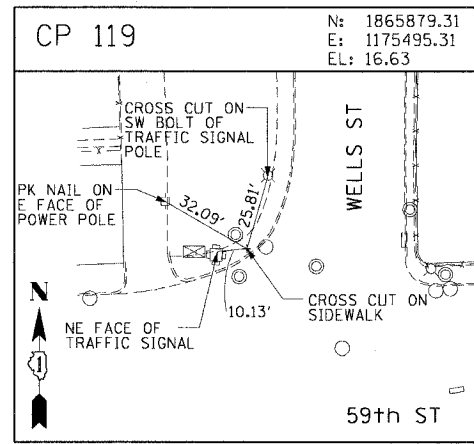 CP 119
N: 1865879.31
E: 1175495.31
EL: 16.63
CROSS CUT ON
SW BOLT OF
TRAFFIC SIGNAL
POLE
WELLS ST
PK NAIL ON
E FACE OF
POWER POLE
32.09'
25.81'
N
1
10.13'
CROSS CUT ON
SIDEWALK
NE FACE OF
TRAFFIC SIGNAL
59th ST